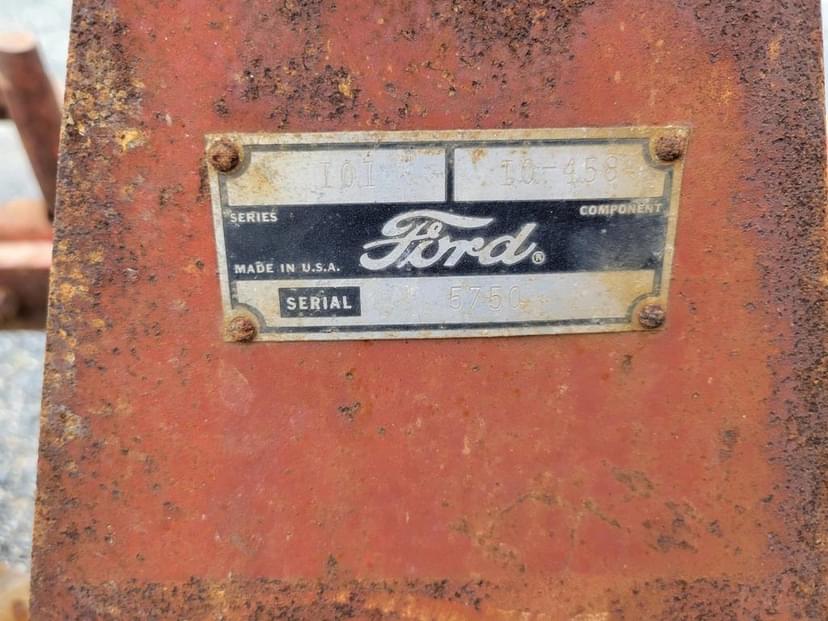 101 10-458
SERIES COMPONENT
Ford®
MADE IN U.S.A.
SERIAL 5750